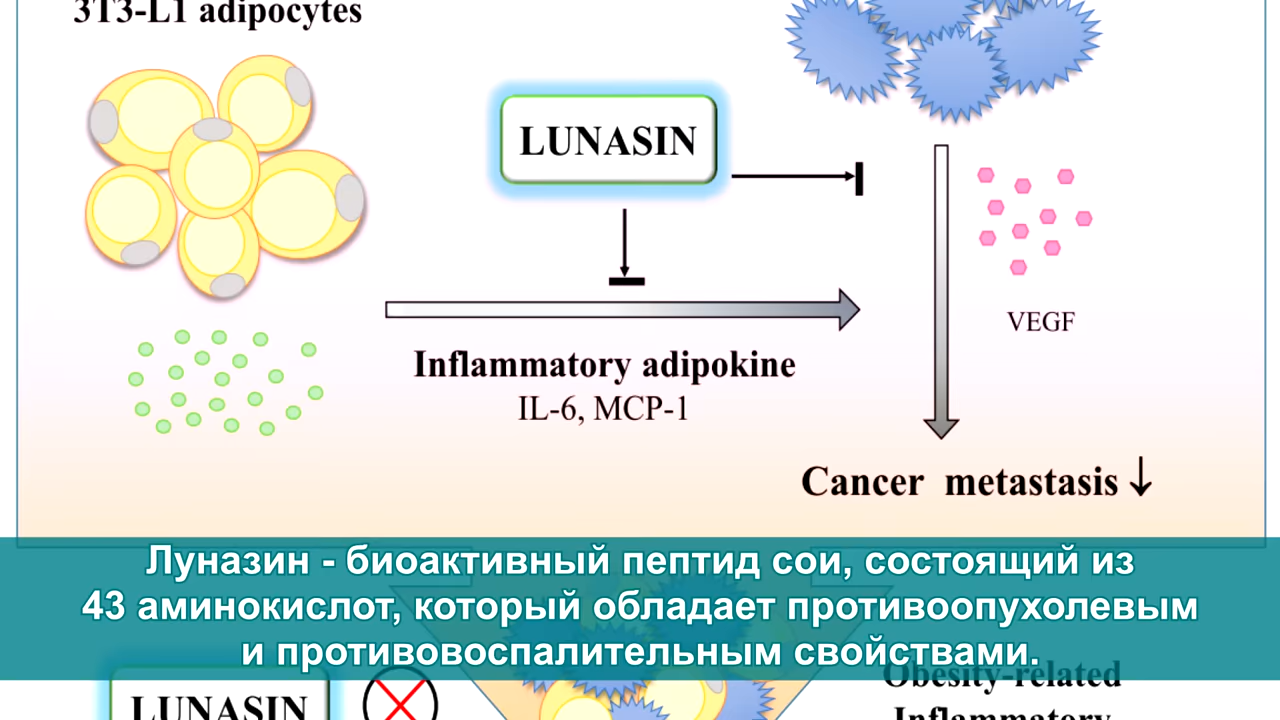 3T3-L1 adipocytes
LUNASIN
VEGF
Inflammatory adipokine
IL-6, MCP-1
Cancer metastasis ↓
Луназин - биоактивный пептид сои, состоящий из
43 аминокислот, который обладает противоопухолевым
и противовоспалительным свойствами.
Obesity-related
LUNASIN
Inflammatory